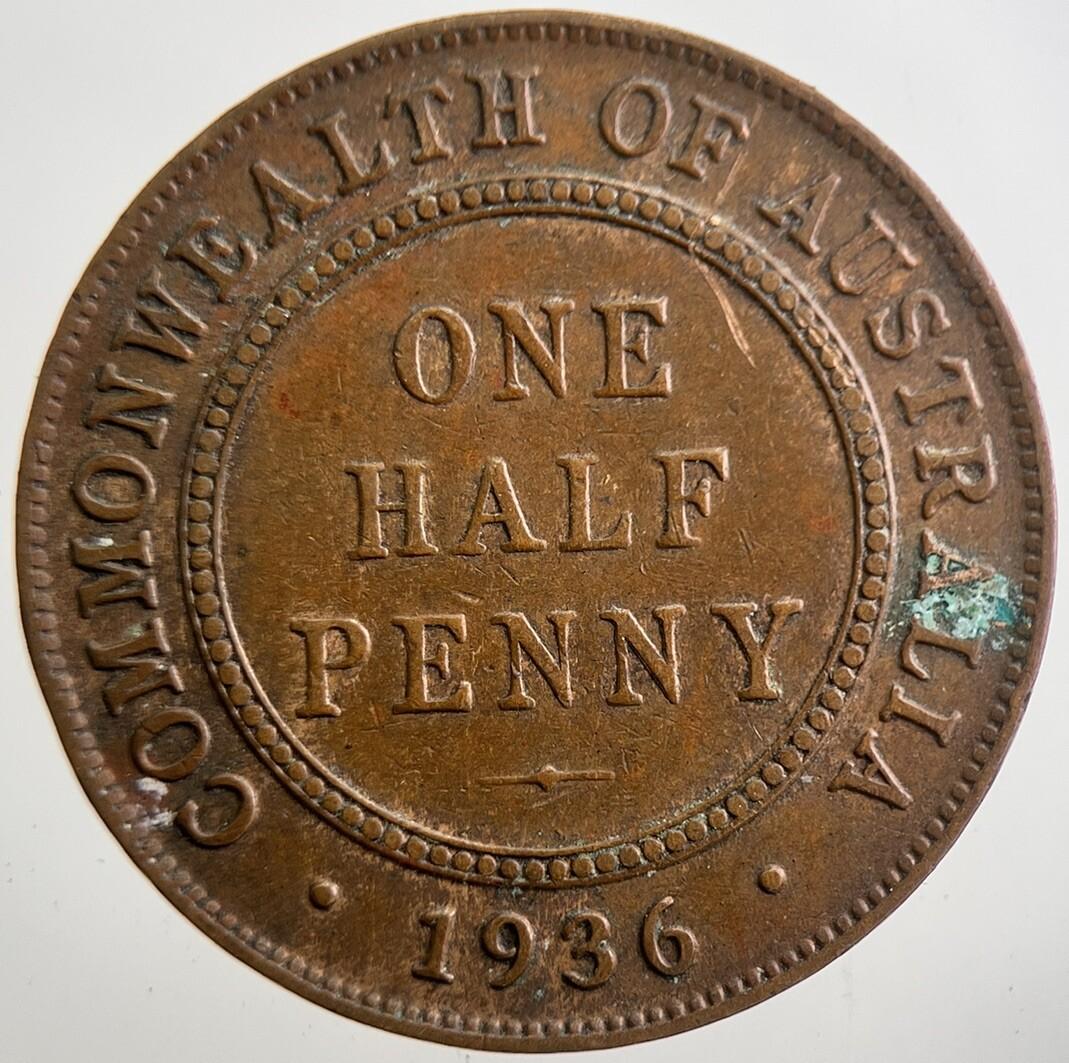 COMMONWEALTH OF AUSTRALIA
ONE
HALF
PENNY
1936